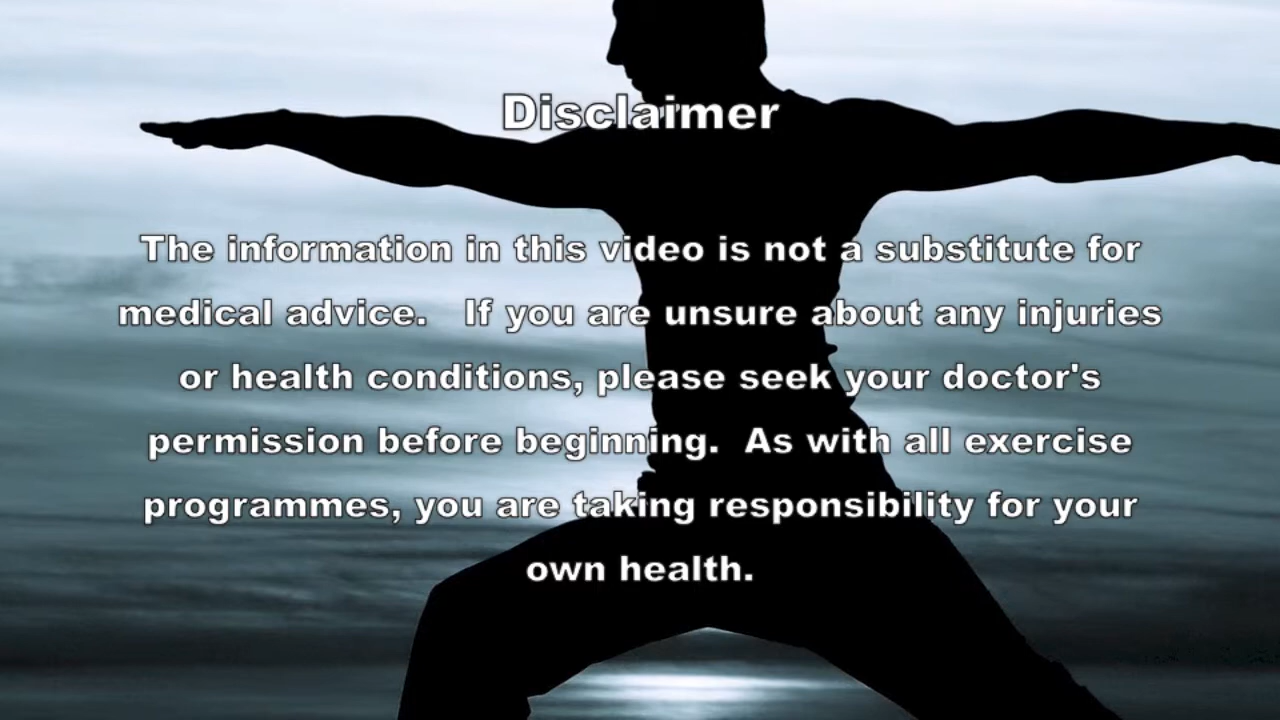 Disclaimer
The information in this video is not a substitute for
medical advice.   If you are unsure about any injuries
or health conditions, please seek your doctor's
permission before beginning.  As with all exercise
programmes, you are taking responsibility for your
own health.